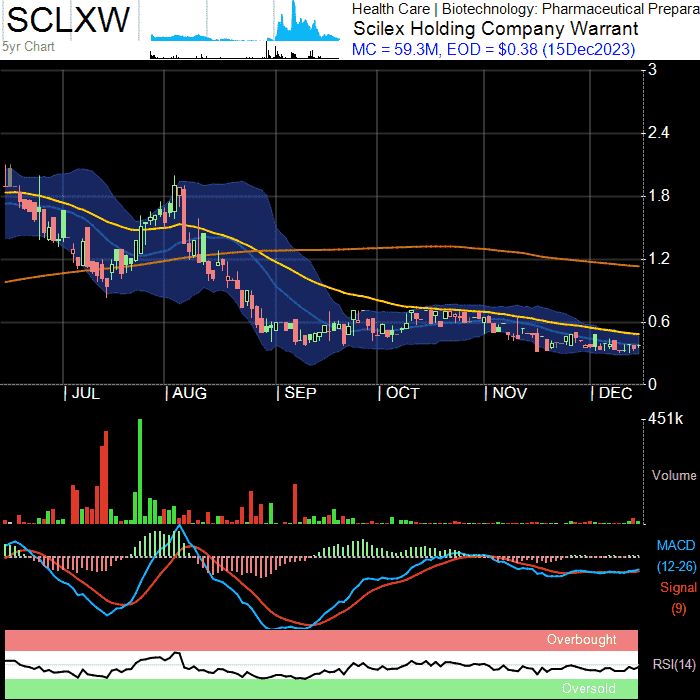 SCLXW
5yr Chart
Health Care | Biotechnology: Pharmaceutical Prepara
Scilex Holding Company Warrant
MC = 59.3M, EOD = $0.38 (15Dec2023)
3
2.4
1.8
1.2
0.6
0
| JUL | AUG | SEP | OCT | NOV | DEC
451k
Volume
MACD
(12-26)
Signal
(9)
Overbought
RSI(14)
Oversold